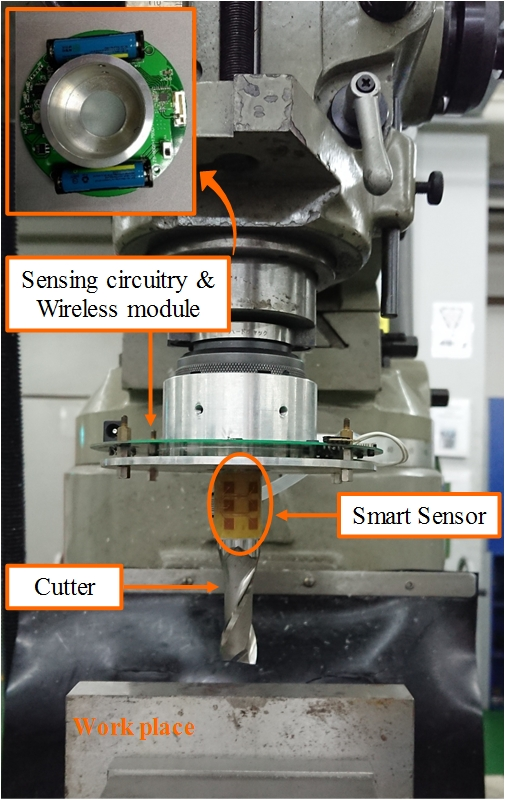 Sensing circuitry &
Wireless module
Smart Sensor
Cutter
Work place